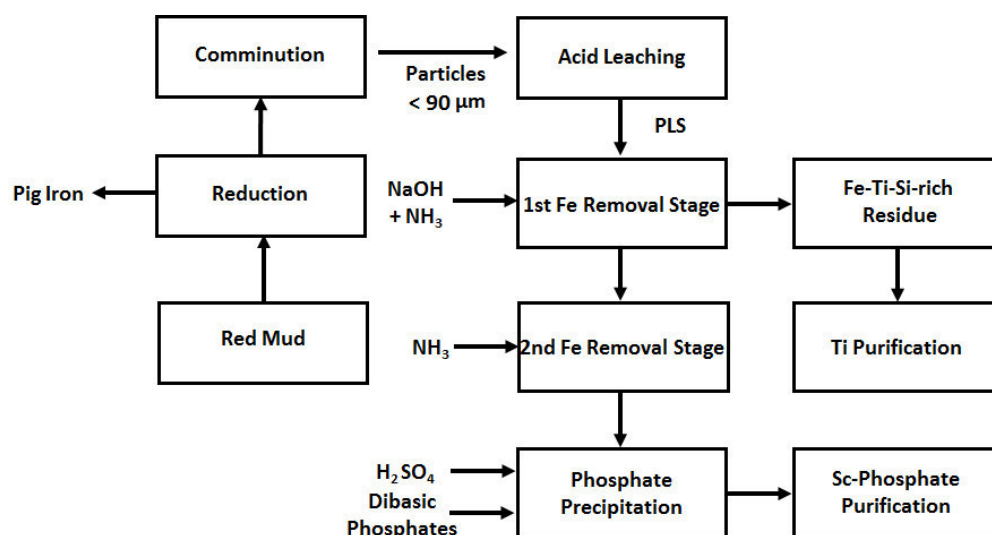 Comminution
Particles
< 90 µm
Acid Leaching
PLS
Pig Iron
Reduction
NaOH
+ NH₃
1st Fe Removal Stage
Fe-Ti-Si-rich
Residue
Red Mud
NH₃
2nd Fe Removal Stage
Ti Purification
H₂SO₄
Dibasic
Phosphates
Phosphate
Precipitation
Sc-Phosphate
Purification